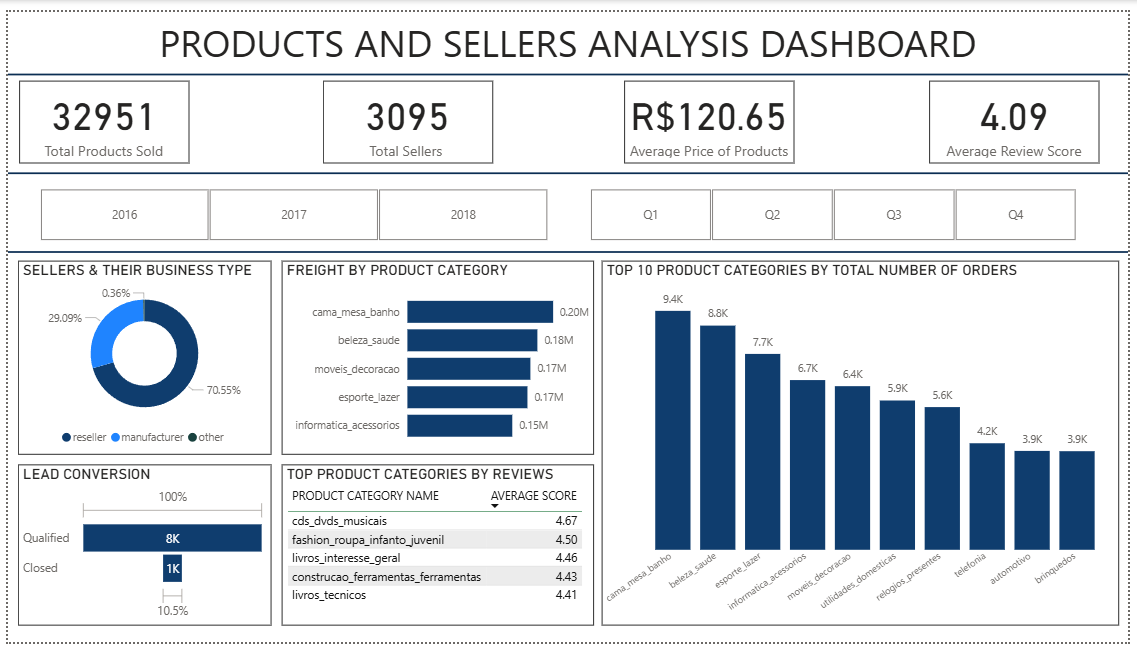 PRODUCTS AND SELLERS ANALYSIS DASHBOARD
32951
Total Products Sold
3095
Total Sellers
R$120.65
Average Price of Products
4.09
Average Review Score
2016
2017
2018
Q1
Q2
Q3
Q4
SELLERS & THEIR BUSINESS TYPE
0.36%
29.09%
70.55%
reseller
manufacturer
other
FREIGHT BY PRODUCT CATEGORY
cama_mesa_banho 0.20M
beleza_saude 0.18M
moveis_decoracao 0.17M
esporte_lazer 0.17M
informatica_acessorios 0.15M
TOP 10 PRODUCT CATEGORIES BY TOTAL NUMBER OF ORDERS
9.4K
8.8K
7.7K
6.7K
6.4K
5.9K
5.6K
4.2K
3.9K
3.9K
cama_mesa_banho
beleza_saude
esporte_lazer
informatica_acessorios
moveis_decoracao
utilidades_domesticas
relogios_presentes
telefonia
automotivo
brinquedos
LEAD CONVERSION
100%
Qualified 8K
Closed 1K
10.5%
TOP PRODUCT CATEGORIES BY REVIEWS
PRODUCT CATEGORY NAME AVERAGE SCORE
cds_dvds_musicais 4.67
fashion_roupa_infanto_juvenil 4.50
livros_interesse_geral 4.46
construcao_ferramentas_ferramentas 4.43
livros_tecnicos 4.41